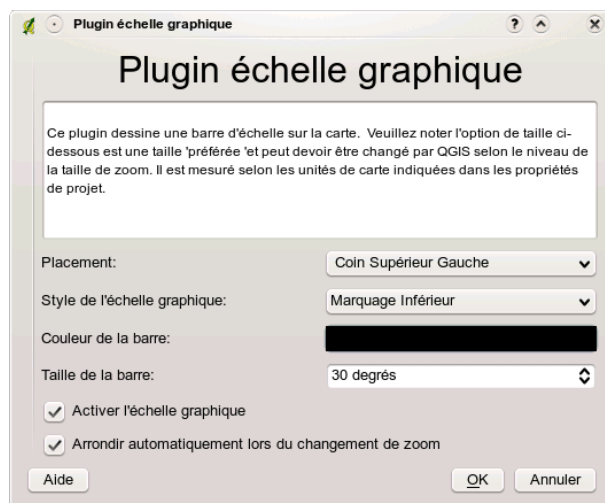 Plugin échelle graphique
Plugin échelle graphique
Ce plugin dessine une barre d'échelle sur la carte. Veuillez noter l'option de taille ci-
dessous est une taille 'préférée 'et peut devoir être changé par QGIS selon le niveau de
la taille de zoom. Il est mesuré selon les unités de carte indiquées dans les propriétés
de projet.
Placement: Coin Supérieur Gauche
Style de l'échelle graphique: Marquage Inférieur
Couleur de la barre:
Taille de la barre: 30 degrés
Activer l'échelle graphique
Arrondir automatiquement lors du changement de zoom
Aide OK Annuler